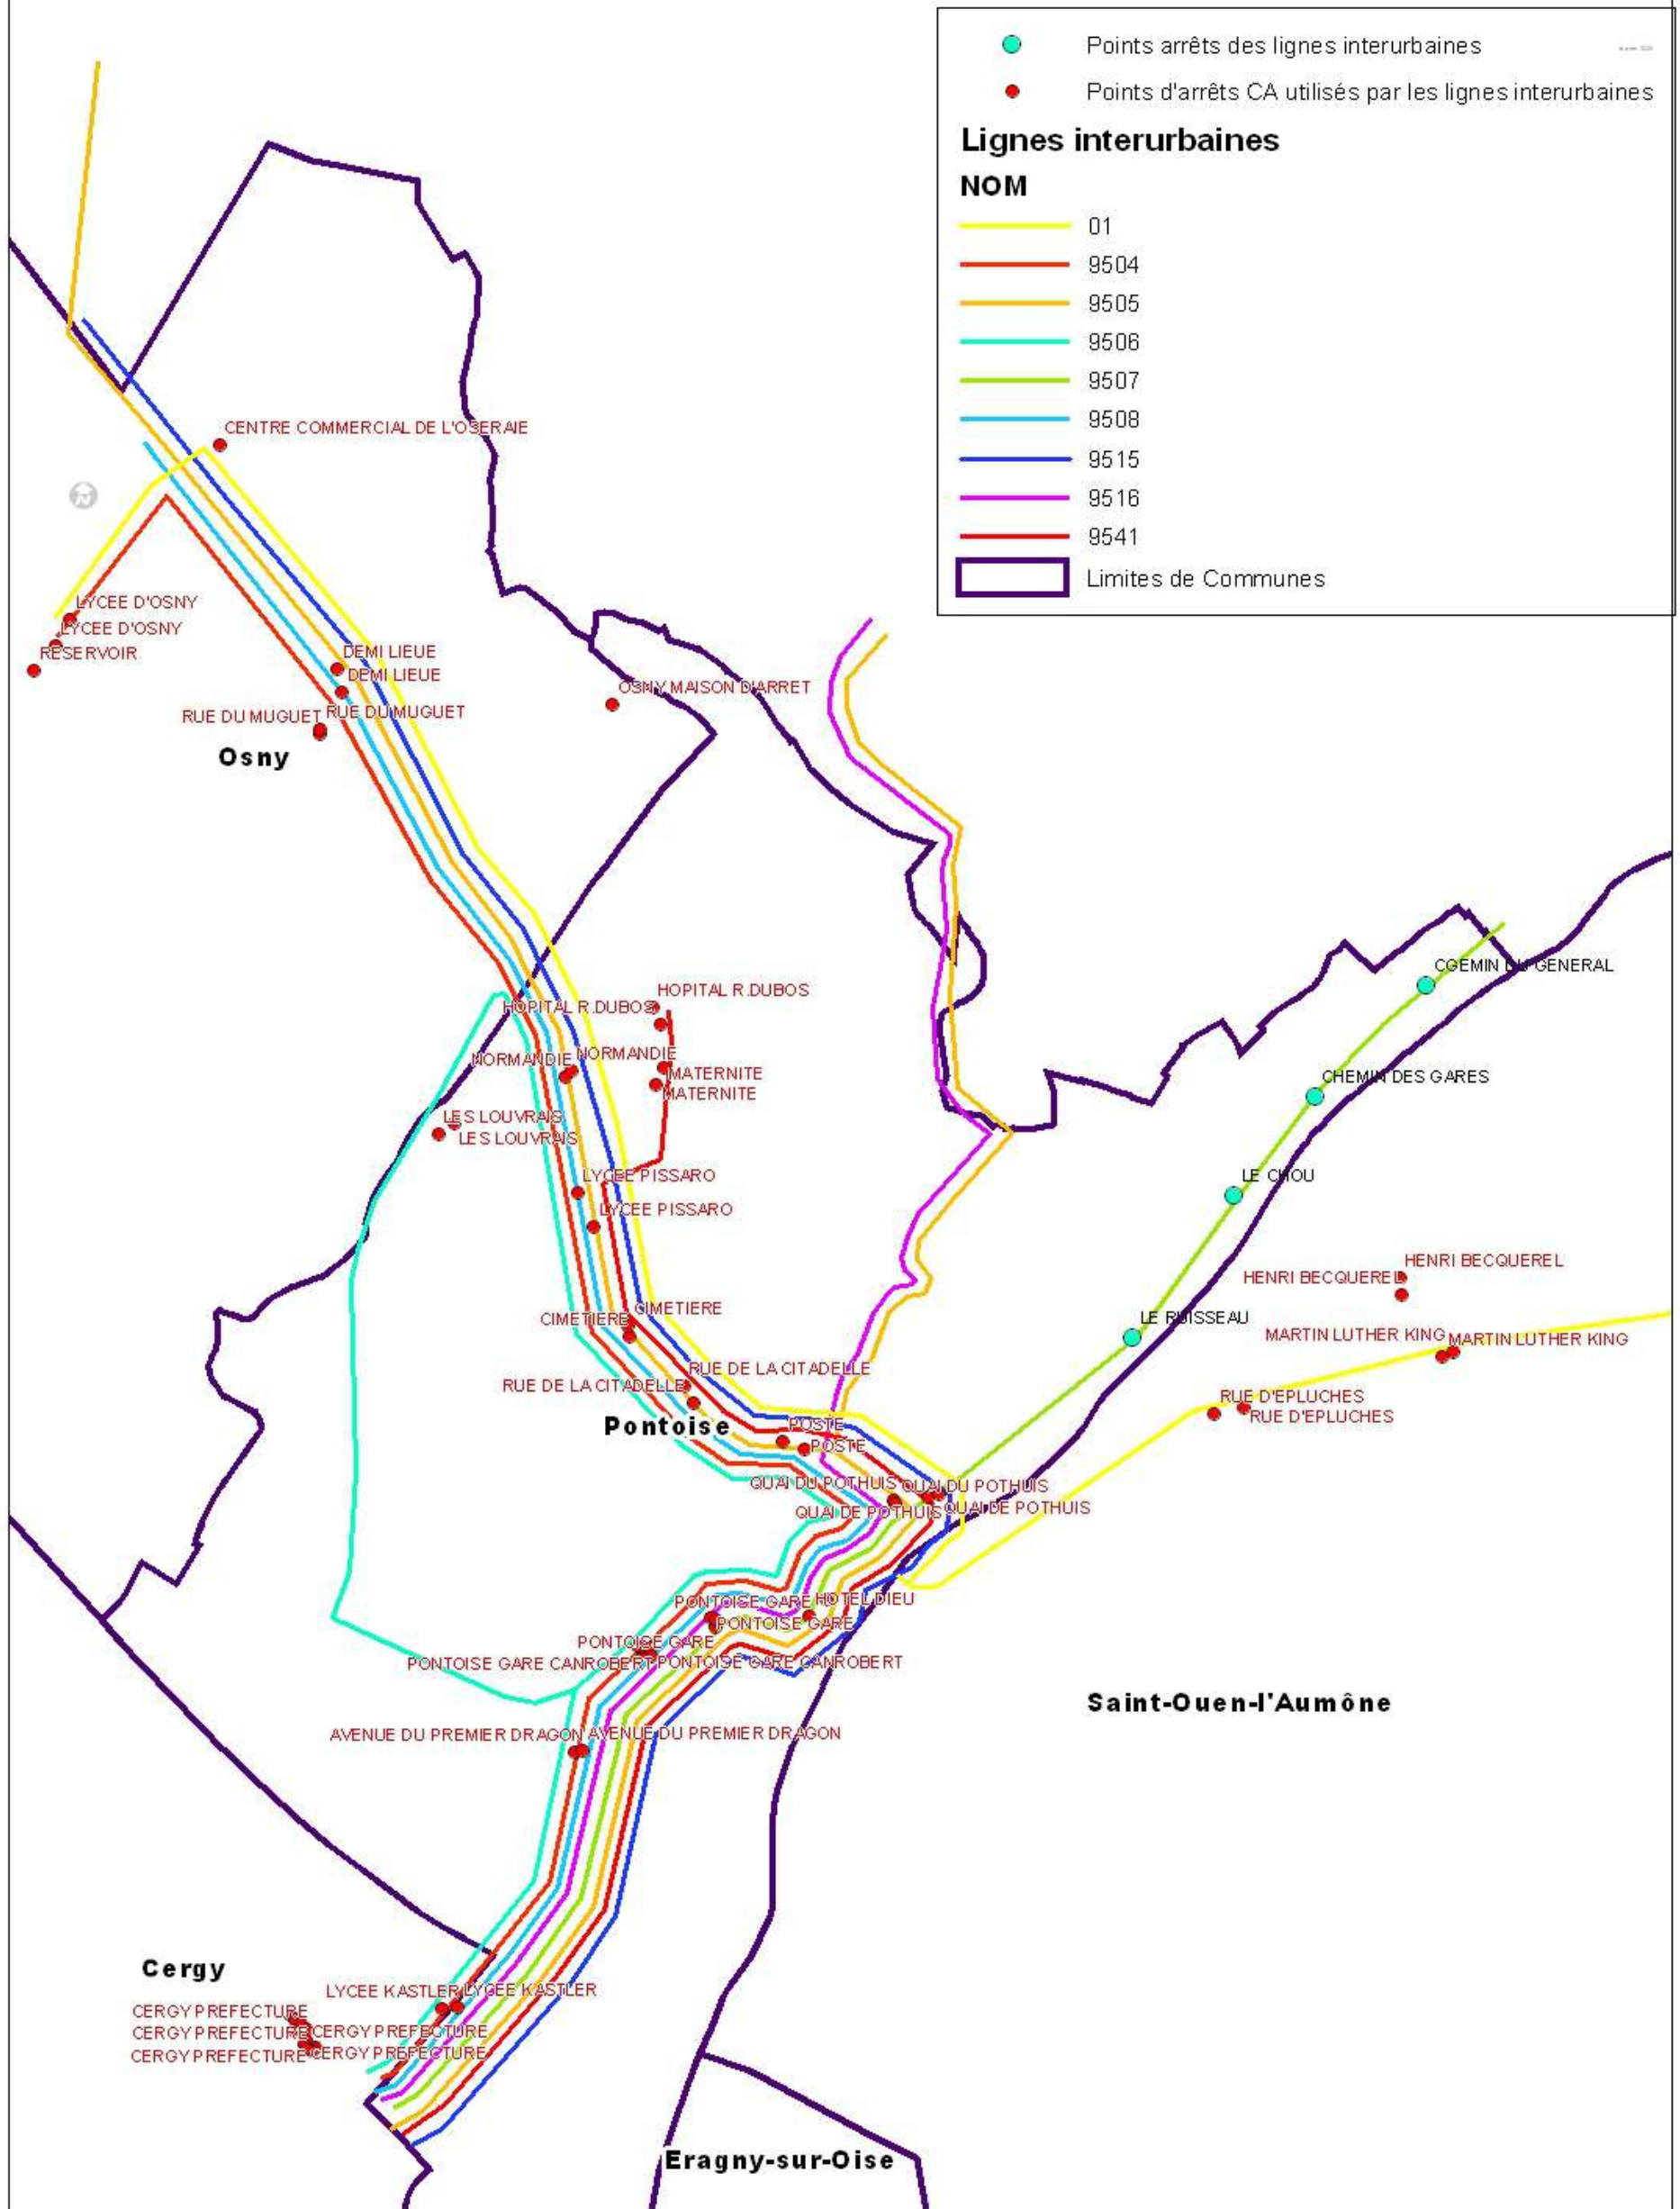 Points arrêts des lignes interurbaines
Points d'arrêts CA utilisés par les lignes interurbaines
Lignes interurbaines
NOM
01
9504
9505
9506
9507
9508
9515
9516
9541
Limites de Communes
CENTRE COMMERCIAL DE L'OSERAIE
N
LYCEE D'OSNY
LYCEE D'OSNY
RESERVOIR
DEMI LIEUE
DEMI LIEUE
OSNY MAISON D'ARRET
RUE DU MUGUET
RUE DU MUGUET
Osny
CGEMIN DU GENERAL
HOPITAL R.DUBOS
HOPITAL R.DUBOS
NORMANDIE
NORMANDIE
MATERNITE
MATERNITE
CHEMIN DES GARES
LES LOUVRAIS
LES LOUVRAIS
LYCEE PISSARO
LE CHOU
LYCEE PISSARO
HENRI BECQUEREL
HENRI BECQUEREL
CIMETIERE
CIMETIERE
LE RUISSEAU
MARTIN LUTHER KING
MARTIN LUTHER KING
RUE DE LA CITADELLE
RUE DE LA CITADELLE
RUE D'EPLUCHES
RUE D'EPLUCHES
Pontoise
POSTE
POSTE
QUAI DU POTHUIS
QUAI DU POTHUIS
QUAI DE POTHUIS
QUAI DE POTHUIS
PONTOISE GARE
HOTEL DIEU
PONTOISE GARE
PONTOISE GARE
PONTOISE GARE CANROBERT
PONTOISE GARE CANROBERT
Saint-Ouen-l'Aumône
AVENUE DU PREMIER DRAGON
AVENUE DU PREMIER DRAGON
Cergy
LYCEE KASTLER
LYCEE KASTLER
CERGY PREFECTURE
CERGY PREFECTURE
CERGY PREFECTURE
CERGY PREFECTURE
CERGY PREFECTURE
Eragny-sur-Oise